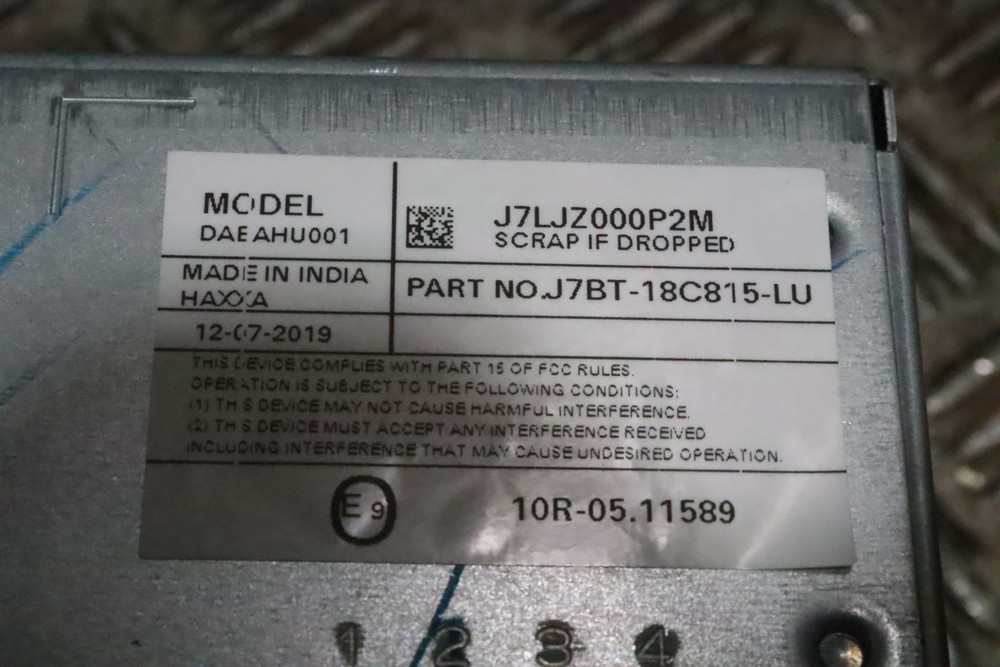 MODEL
DAEAHU001
J7LJZ000P2M
SCRAP IF DROPPED
MADE IN INDIA
HAXXA
PART NO.J7BT-18C815-LU
12-07-2019
THIS DEVICE COMPLIES WITH PART 15 OF FCC RULES.
OPERATION IS SUBJECT TO THE FOLLOWING CONDITIONS:
(1) THIS DEVICE MAY NOT CAUSE HARMFUL INTERFERENCE.
(2) THIS DEVICE MUST ACCEPT ANY INTERFERENCE RECEIVED
INCLUDING INTERFERENCE THAT MAY CAUSE UNDESIRED OPERATION.
E9
10R-05.11589
1 2 3 4